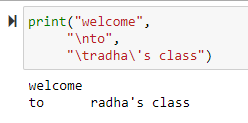 print("welcome",
"\nto",
"\tradha\'s class")
welcome
to      radha's class